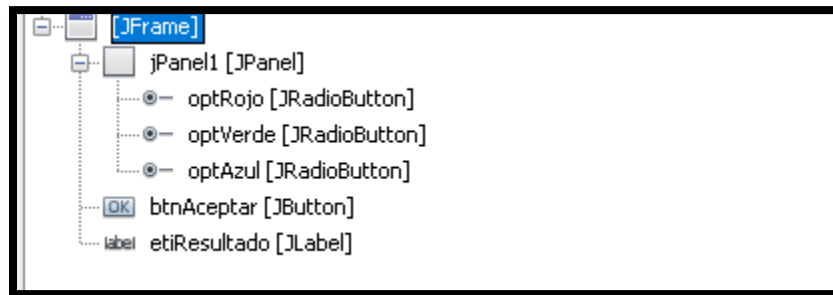 [JFrame]
jPanel1 [JPanel]
optRojo [JRadioButton]
optVerde [JRadioButton]
optAzul [JRadioButton]
OK btnAceptar [JButton]
label etiResultado [JLabel]